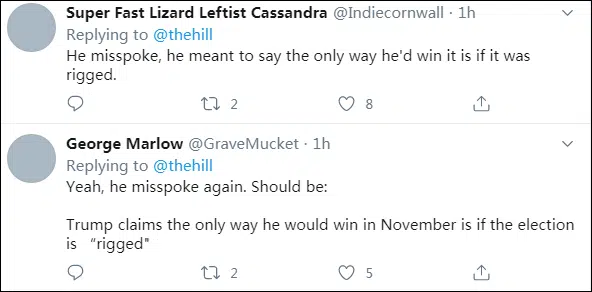 Super Fast Lizard Leftist Cassandra @Indiecornwall · 1h
Replying to @thehill
He misspoke, he meant to say the only way he'd win it is if it was
rigged.
2 8
George Marlow @GraveMucket · 1h
Replying to @thehill
Yeah, he misspoke again. Should be:
Trump claims the only way he would win in November is if the election
is “rigged"
2 5